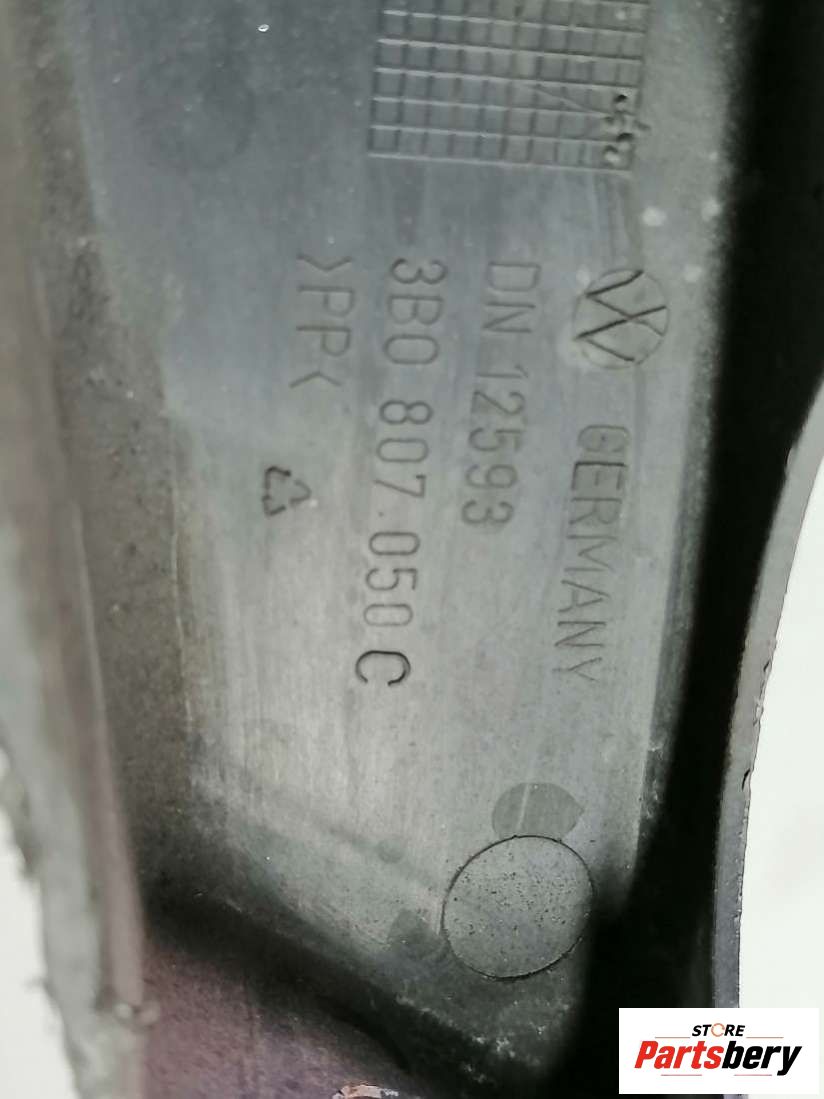 GERMANY
DN 12593
3B0 807 050 C
>PP<
STORE
Partsbery